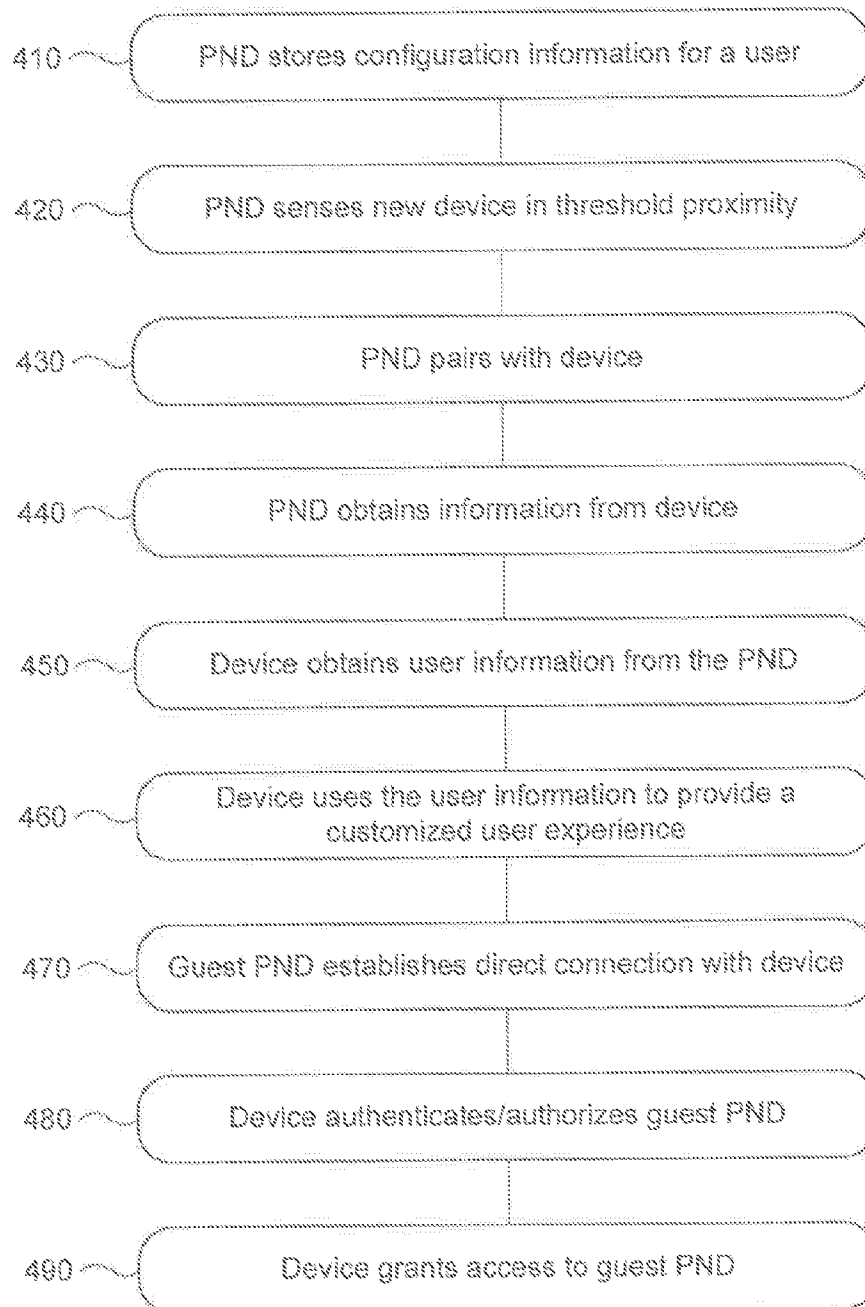 410 PND stores configuration information for a user
420 PND senses new device in threshold proximity
430 PND pairs with device
440 PND obtains information from device
450 Device obtains user information from the PND
460 Device uses the user information to provide a
customized user experience
470 Guest PND establishes direct connection with device
480 Device authenticates/authorizes guest PND
490 Device grants access to guest PND